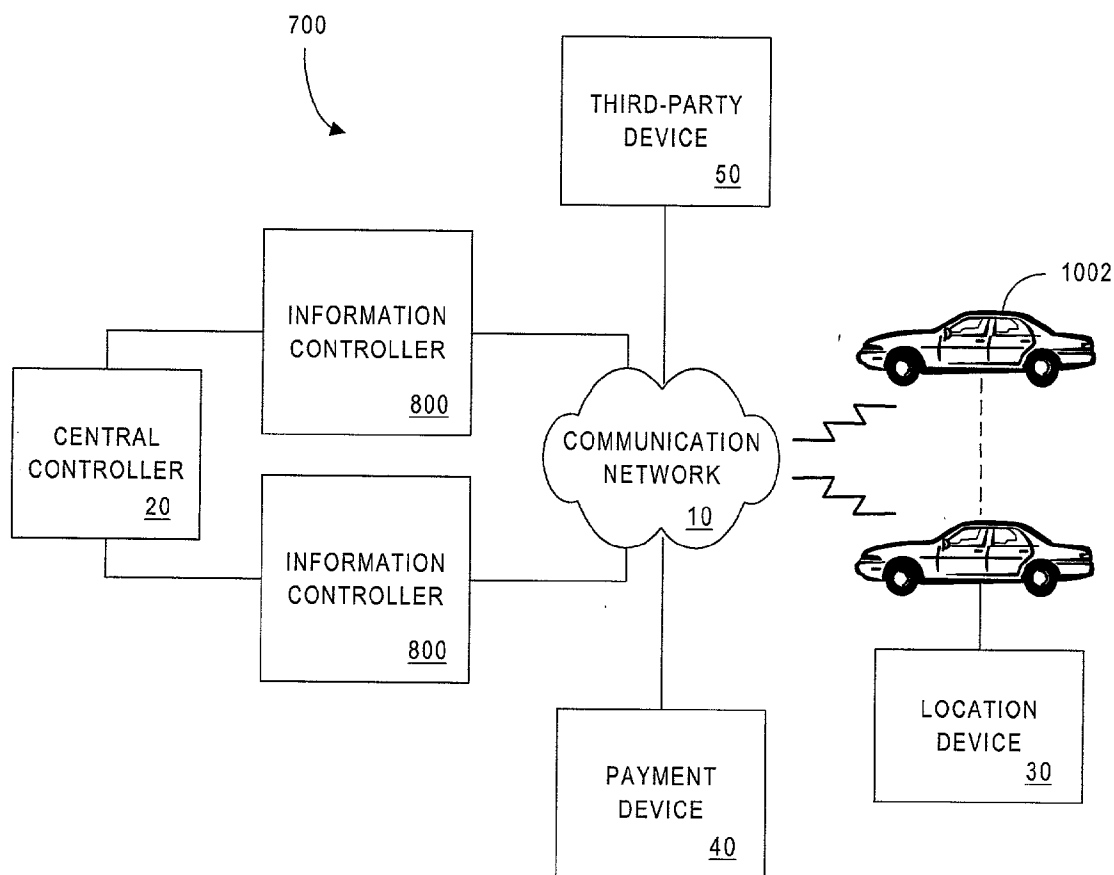 700
THIRD-PARTY
DEVICE
50
1002
INFORMATION
CONTROLLER
800
CENTRAL
CONTROLLER
20
COMMUNICATION
NETWORK
10
INFORMATION
CONTROLLER
800
LOCATION
DEVICE
30
PAYMENT
DEVICE
40